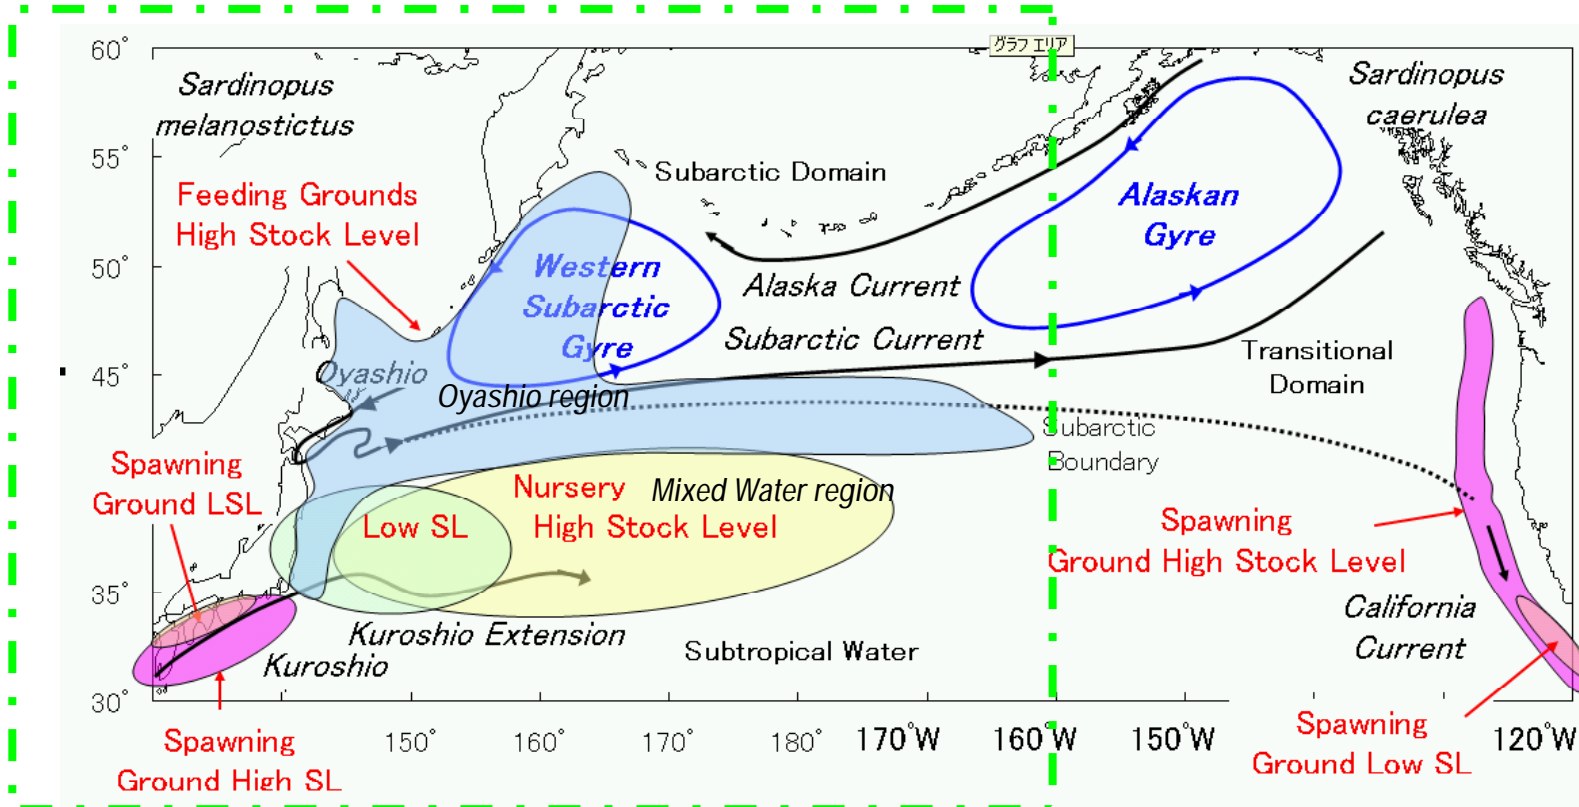 60°
グラフ エリア
Sardinopus
melanostictus
Sardinopus
caerulea
55°
Subarctic Domain
Feeding Grounds
High Stock Level
Alaskan
Gyre
50°
Western
Subarctic
Gyre
Alaska Current
Subarctic Current
Transitional
Domain
45°
Oyashio
Oyashio region
Subarctic
Boundary
40°
Spawning
Ground LSL
Nursery
High Stock Level
Mixed Water region
Low SL
Spawning
Ground High Stock Level
35°
California
Current
Kuroshio Extension
Kuroshio
Subtropical Water
30°
150°
160°
170°
180°
170°W
160°W
150°W
120°W
Spawning
Ground High SL
Spawning
Ground Low SL